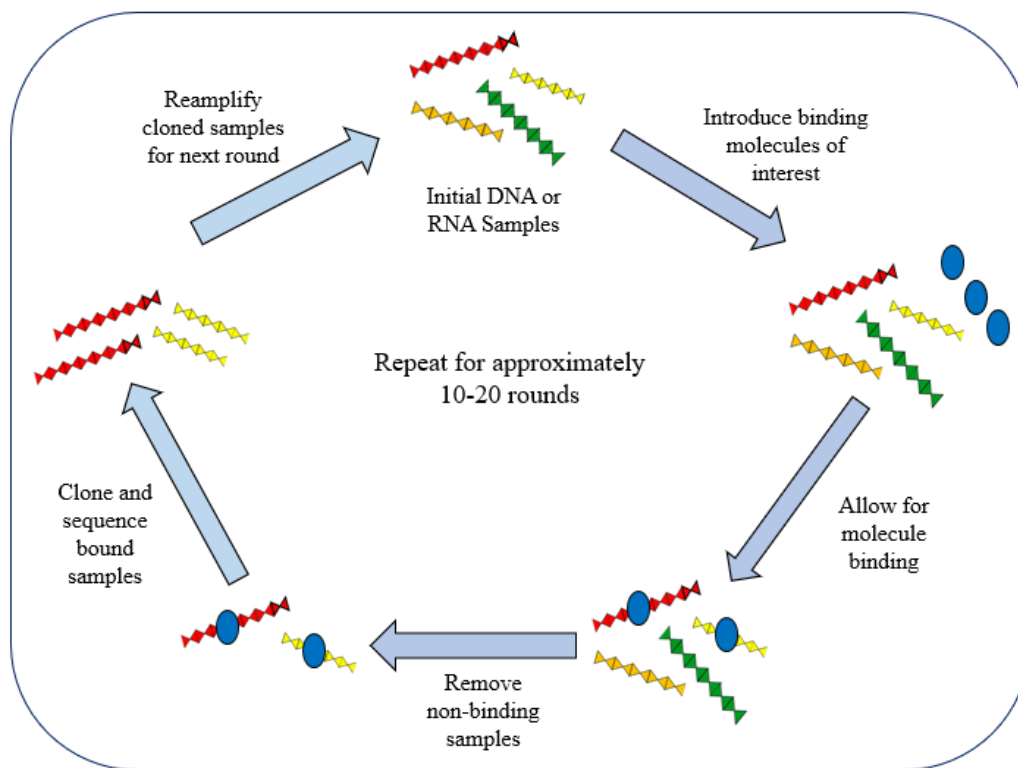 Initial DNA or
RNA Samples
Introduce binding
molecules of
interest
Allow for
molecule
binding
Remove
non-binding
samples
Clone and
sequence
bound
samples
Reamplify
cloned samples
for next round
Repeat for approximately
10-20 rounds